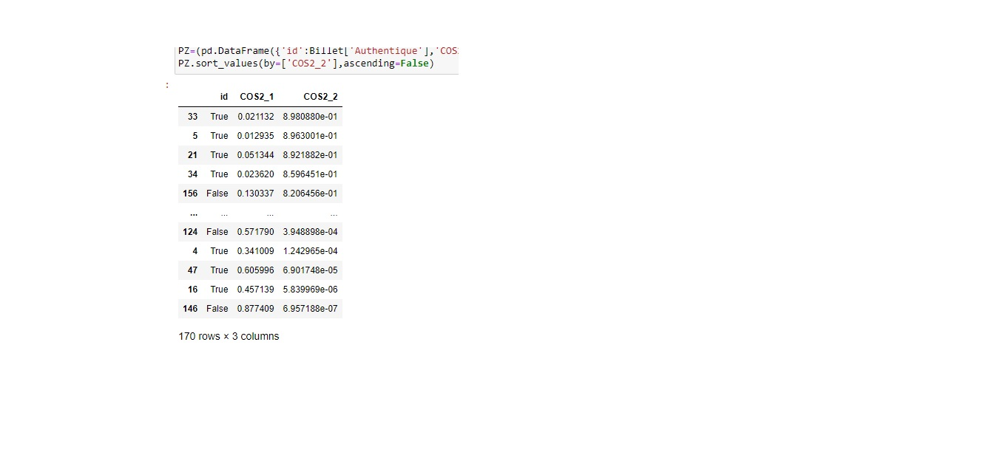 PZ=(pd.DataFrame({'id':Billet['Authentique'],'COS
PZ.sort_values(by=['COS2_2'],ascending=False)
:
id COS2_1 COS2_2
33 True 0.021132 8.980880e-01
5 True 0.012935 8.963001e-01
21 True 0.051344 8.921882e-01
34 True 0.023620 8.596451e-01
156 False 0.130337 8.206456e-01
... ... ... ...
124 False 0.571790 3.948898e-04
4 True 0.341009 1.242965e-04
47 True 0.605996 6.901748e-05
16 True 0.457139 5.839969e-06
146 False 0.877409 6.957188e-07
170 rows × 3 columns